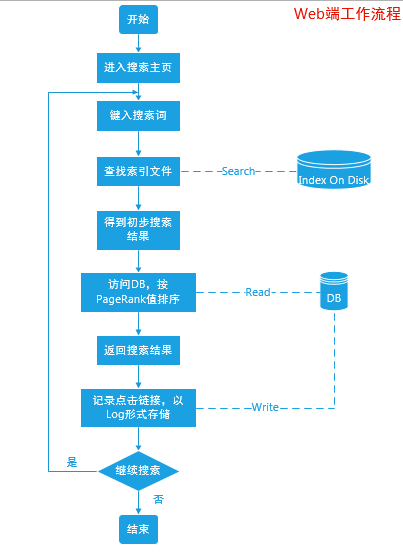 Web端工作流程
开始
进入搜索主页
键入搜索词
查找索引文件
Search
Index On Disk
得到初步搜索
结果
访问DB，按
PageRank值排序
Read
DB
返回搜索结果
记录点击链接，以
Log形式存储
Write
继续搜索
是
否
结束